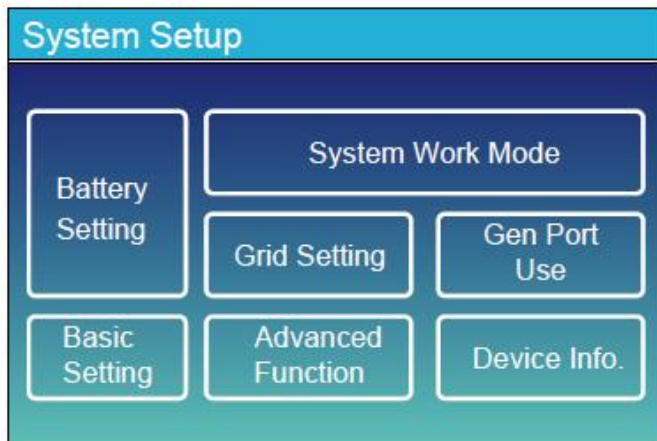 System Setup
Battery
Setting
System Work Mode
Grid Setting
Gen Port
Use
Basic
Setting
Advanced
Function
Device Info.